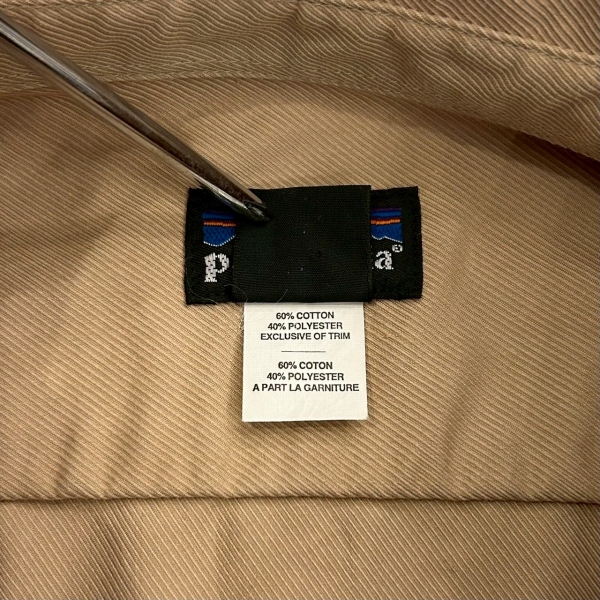 p a®
60% COTTON
40% POLYESTER
EXCLUSIVE OF TRIM
60% COTON
40% POLYESTER
A PART LA GARNITURE